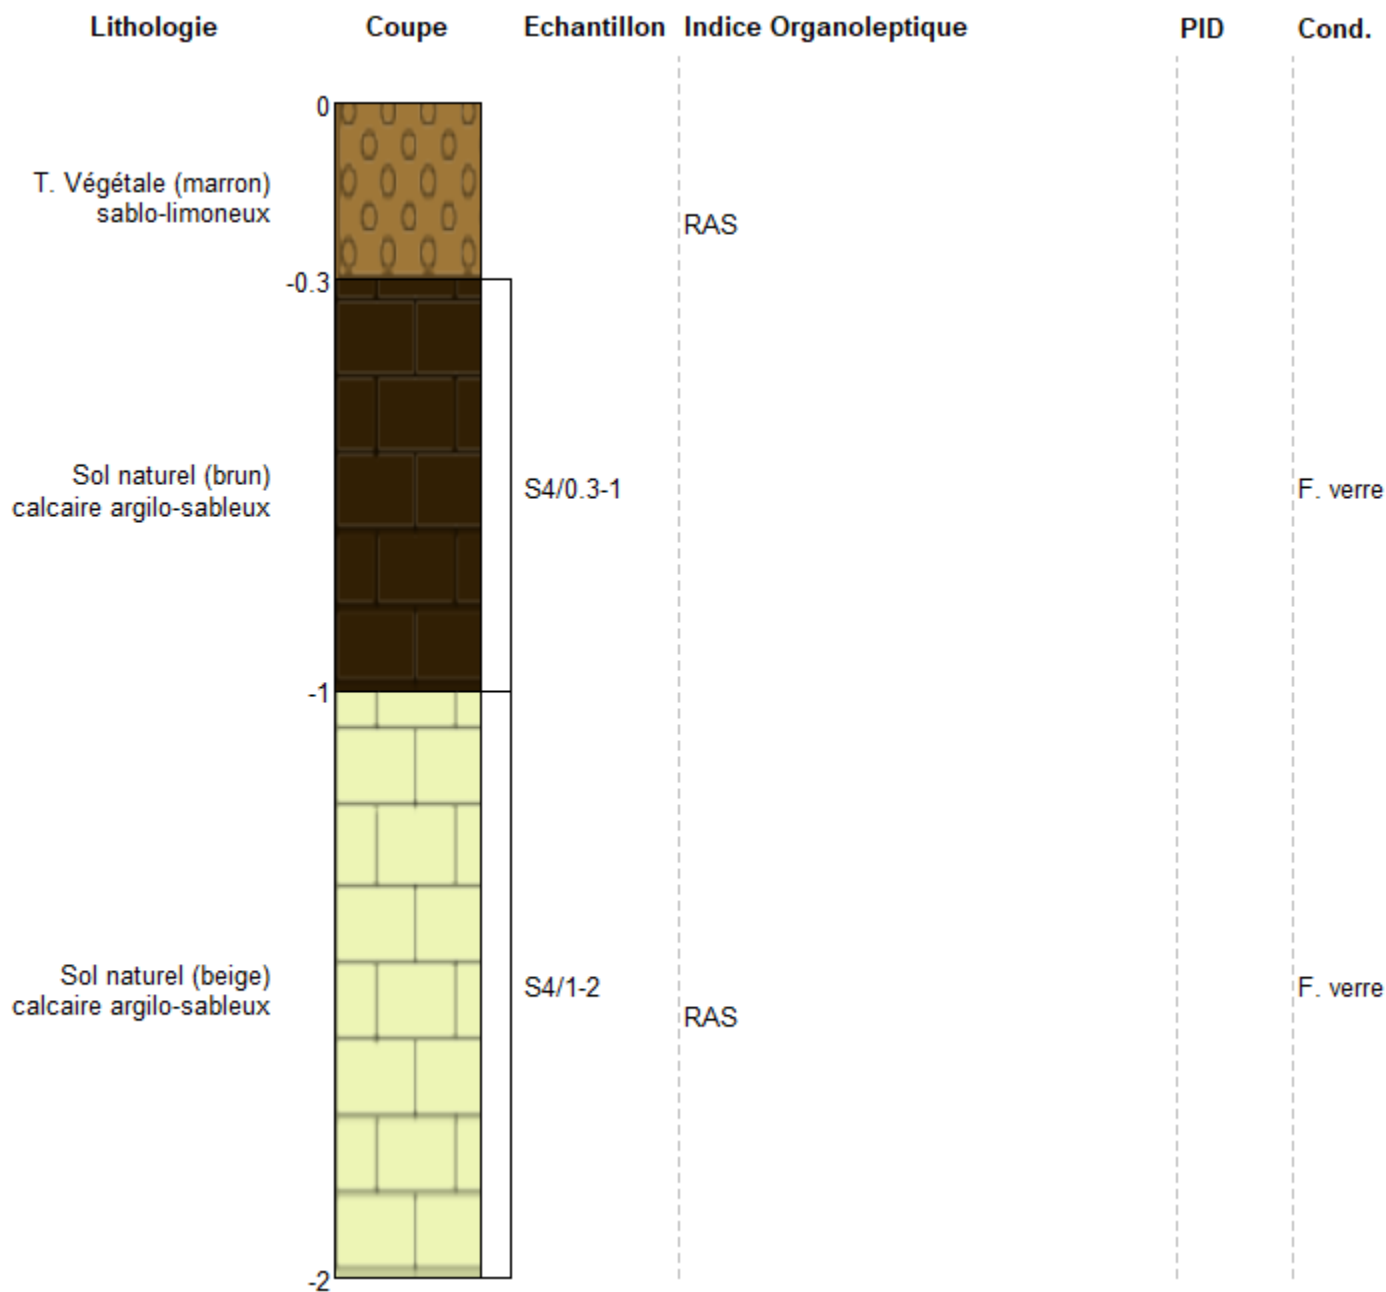 Lithologie Coupe Echantillon Indice Organoleptique PID Cond.
0
T. Végétale (marron)
sablo-limoneux
RAS
-0.3
Sol naturel (brun)
calcaire argilo-sableux
S4/0.3-1
F. verre
-1
Sol naturel (beige)
calcaire argilo-sableux
S4/1-2
RAS
F. verre
-2